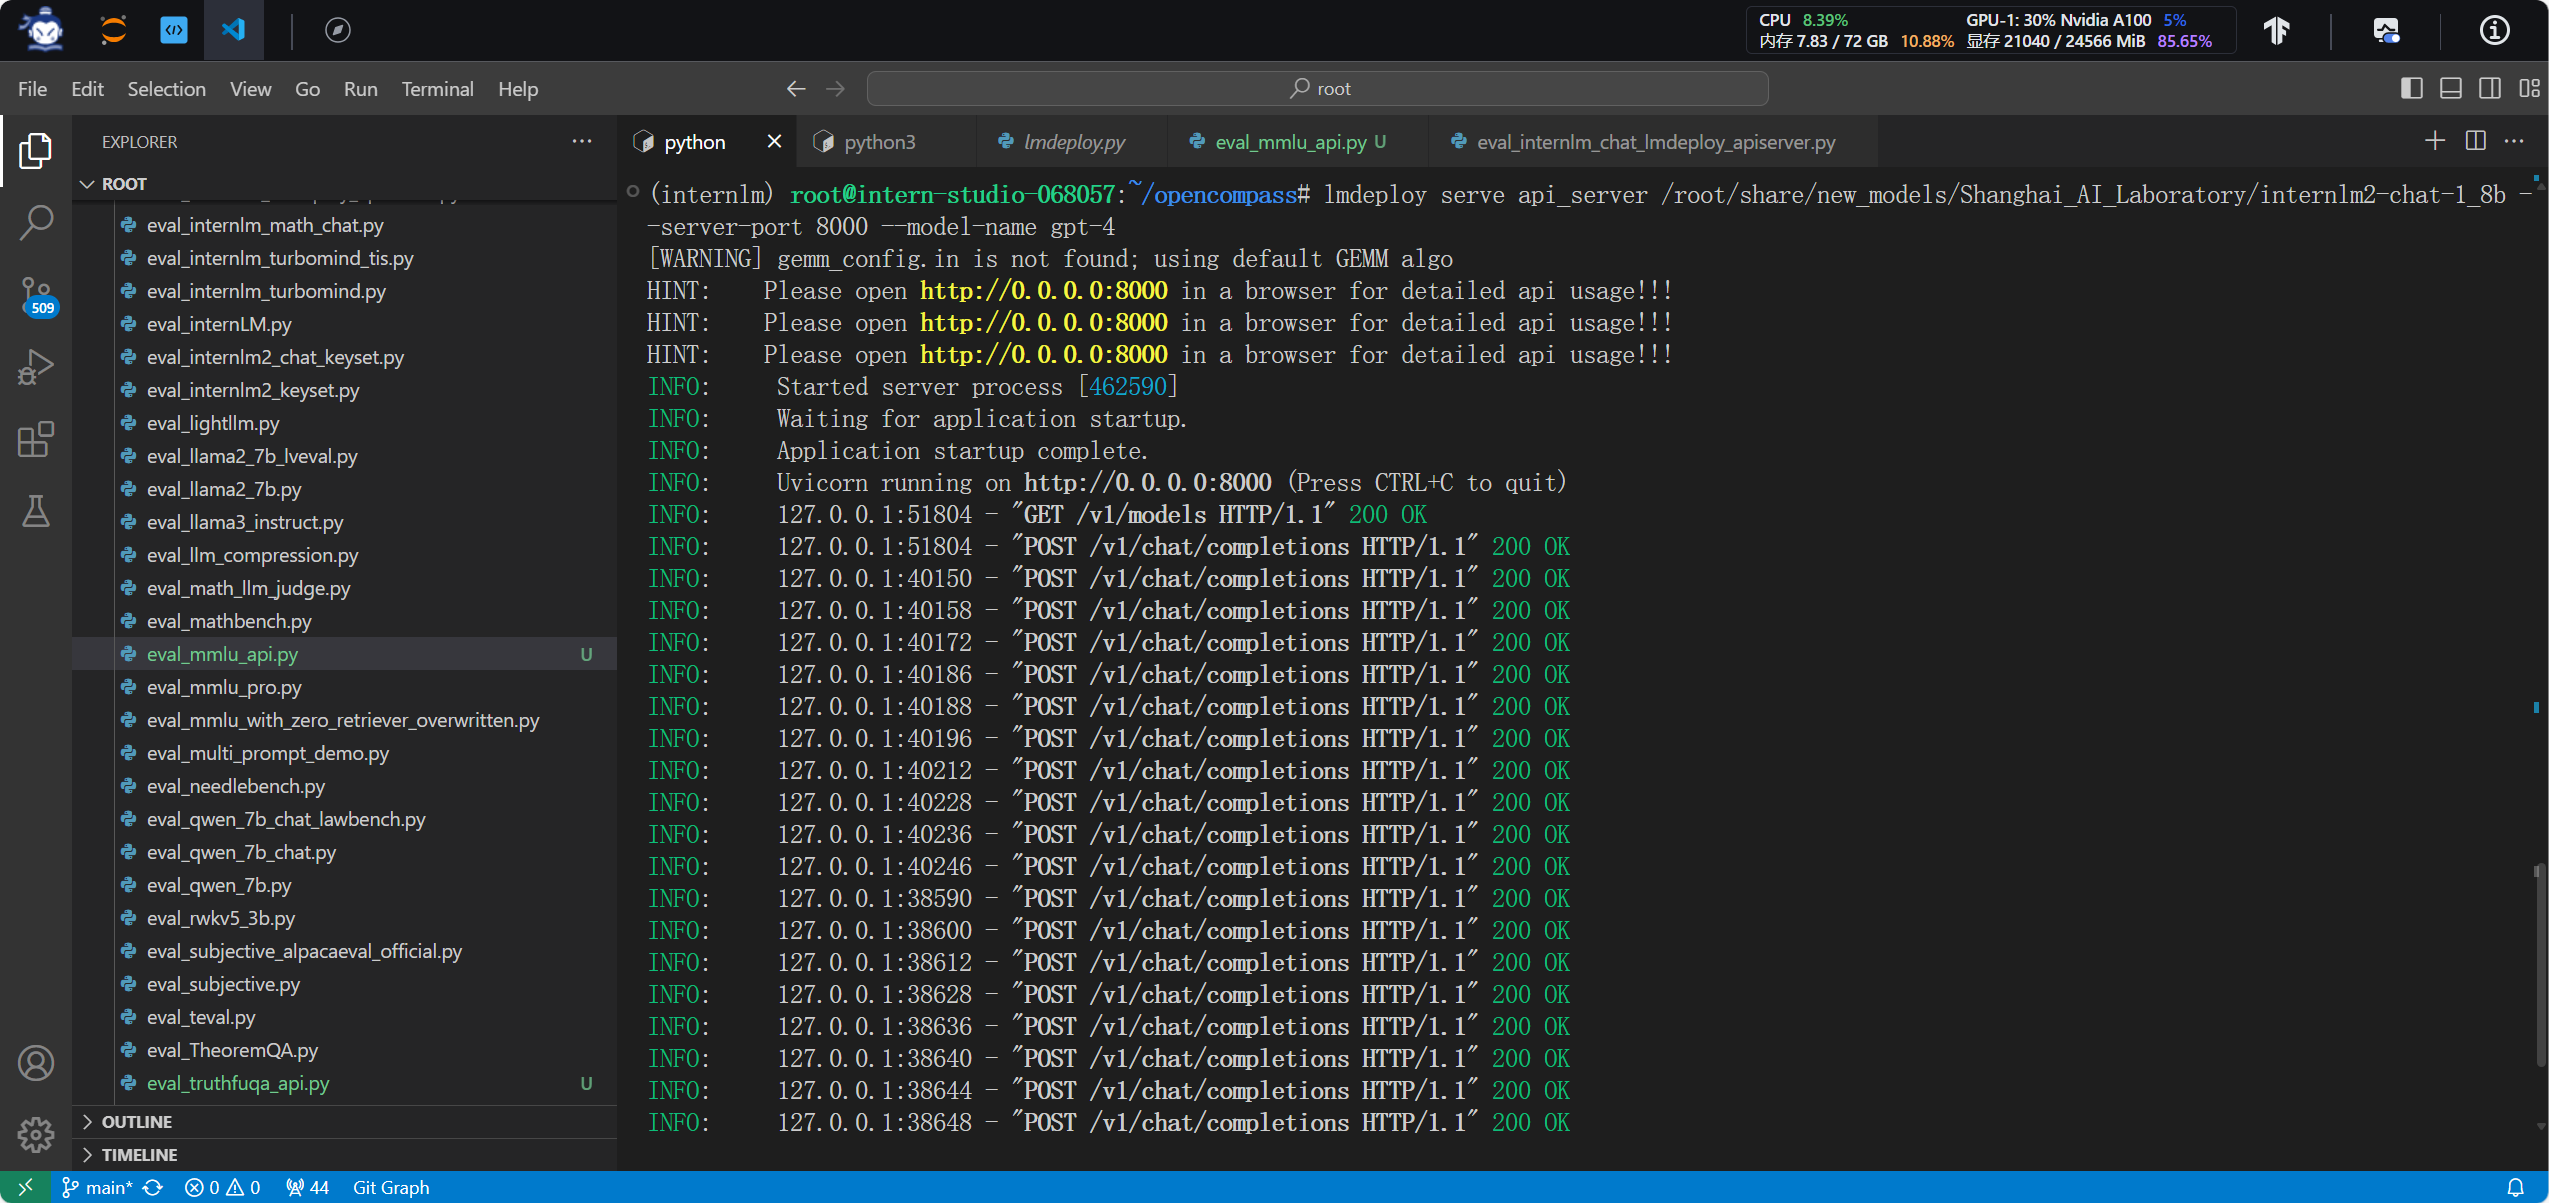 CPU 8.39% GPU-1: 30% Nvidia A100 5%
内存 7.83 / 72 GB 10.88% 显存 21040 / 24566 MiB 85.65%
File Edit Selection View Go Run Terminal Help
root
EXPLORER
python python3 lmdeploy.py eval_mmlu_api.py U eval_internlm_chat_lmdeploy_apiserver.py
ROOT
eval_internlm_math_chat.py
eval_internlm_turbomind_tis.py
eval_internlm_turbomind.py
eval_internLM.py
509
eval_internlm2_chat_keyset.py
eval_internlm2_keyset.py
eval_lightllm.py
eval_llama2_7b_lveval.py
eval_llama2_7b.py
eval_llama3_instruct.py
eval_llm_compression.py
eval_math_llm_judge.py
eval_mathbench.py
eval_mmlu_api.py U
eval_mmlu_pro.py
eval_mmlu_with_zero_retriever_overwritten.py
eval_multi_prompt_demo.py
eval_needlebench.py
eval_qwen_7b_chat_lawbench.py
eval_qwen_7b_chat.py
eval_qwen_7b.py
eval_rwkv5_3b.py
eval_subjective_alpacaeval_official.py
eval_subjective.py
eval_teval.py
eval_TheoremQA.py
eval_truthfuqa_api.py U
OUTLINE
TIMELINE
(internlm) root@intern-studio-068057:~/opencompass# lmdeploy serve api_server /root/share/new_models/Shanghai_AI_Laboratory/internlm2-chat-1_8b -
-server-port 8000 --model-name gpt-4
[WARNING] gemm_config.in is not found; using default GEMM algo
HINT: Please open http://0.0.0.0:8000 in a browser for detailed api usage!!!
HINT: Please open http://0.0.0.0:8000 in a browser for detailed api usage!!!
HINT: Please open http://0.0.0.0:8000 in a browser for detailed api usage!!!
INFO: Started server process [462590]
INFO: Waiting for application startup.
INFO: Application startup complete.
INFO: Uvicorn running on http://0.0.0.0:8000 (Press CTRL+C to quit)
INFO: 127.0.0.1:51804 - "GET /v1/models HTTP/1.1" 200 OK
INFO: 127.0.0.1:51804 - "POST /v1/chat/completions HTTP/1.1" 200 OK
INFO: 127.0.0.1:40150 - "POST /v1/chat/completions HTTP/1.1" 200 OK
INFO: 127.0.0.1:40158 - "POST /v1/chat/completions HTTP/1.1" 200 OK
INFO: 127.0.0.1:40172 - "POST /v1/chat/completions HTTP/1.1" 200 OK
INFO: 127.0.0.1:40186 - "POST /v1/chat/completions HTTP/1.1" 200 OK
INFO: 127.0.0.1:40188 - "POST /v1/chat/completions HTTP/1.1" 200 OK
INFO: 127.0.0.1:40196 - "POST /v1/chat/completions HTTP/1.1" 200 OK
INFO: 127.0.0.1:40212 - "POST /v1/chat/completions HTTP/1.1" 200 OK
INFO: 127.0.0.1:40228 - "POST /v1/chat/completions HTTP/1.1" 200 OK
INFO: 127.0.0.1:40236 - "POST /v1/chat/completions HTTP/1.1" 200 OK
INFO: 127.0.0.1:40246 - "POST /v1/chat/completions HTTP/1.1" 200 OK
INFO: 127.0.0.1:38590 - "POST /v1/chat/completions HTTP/1.1" 200 OK
INFO: 127.0.0.1:38600 - "POST /v1/chat/completions HTTP/1.1" 200 OK
INFO: 127.0.0.1:38612 - "POST /v1/chat/completions HTTP/1.1" 200 OK
INFO: 127.0.0.1:38628 - "POST /v1/chat/completions HTTP/1.1" 200 OK
INFO: 127.0.0.1:38636 - "POST /v1/chat/completions HTTP/1.1" 200 OK
INFO: 127.0.0.1:38640 - "POST /v1/chat/completions HTTP/1.1" 200 OK
INFO: 127.0.0.1:38644 - "POST /v1/chat/completions HTTP/1.1" 200 OK
INFO: 127.0.0.1:38648 - "POST /v1/chat/completions HTTP/1.1" 200 OK
main* 0 0 44 Git Graph